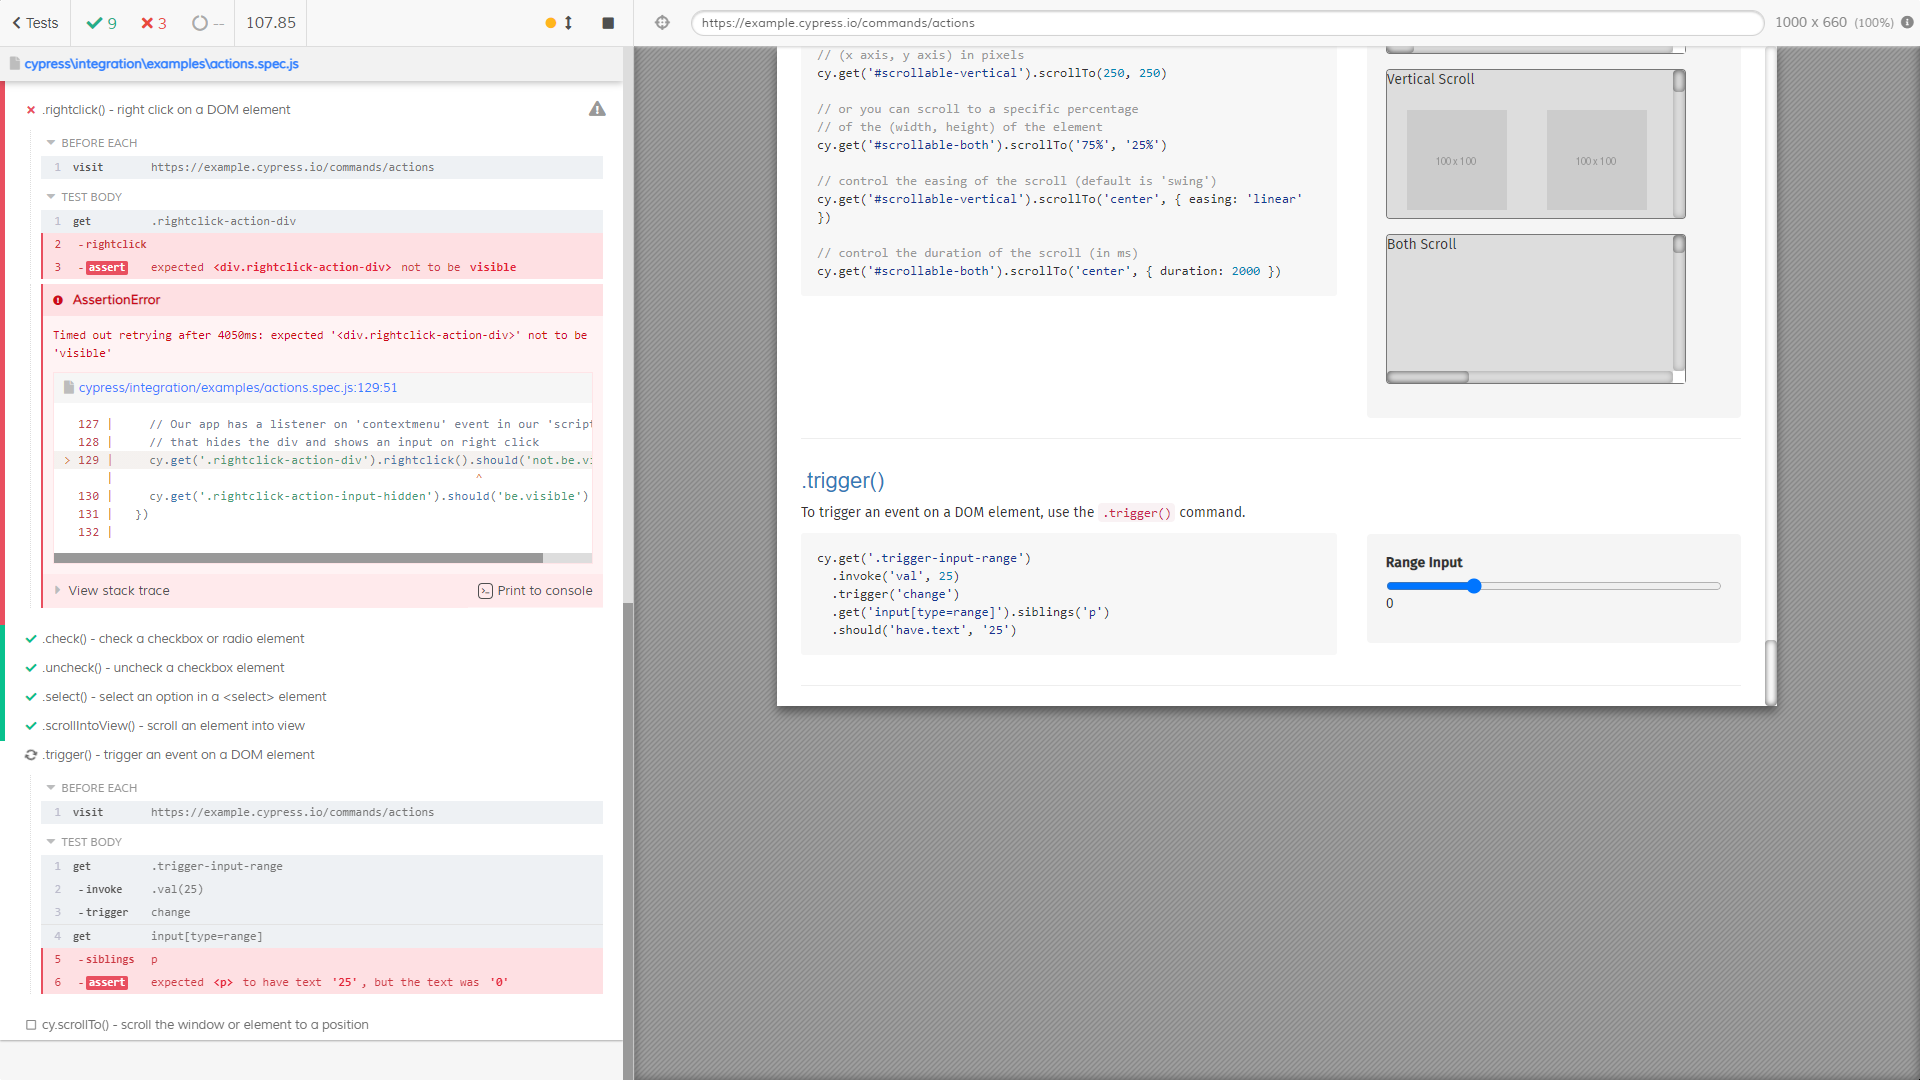 Tests
9
3
--
107.85
cypress\integration\examples\actions.spec.js
.rightclick() - right click on a DOM element
BEFORE EACH
1 visit https://example.cypress.io/commands/actions
TEST BODY
1 get .rightclick-action-div
2 -rightclick
3 -assert expected <div.rightclick-action-div> not to be visible
AssertionError
Timed out retrying after 4050ms: expected '<div.rightclick-action-div>' not to be
'visible'
cypress/integration/examples/actions.spec.js:129:51
127 | // Our app has a listener on 'contextmenu' event in our 'script
128 | // that hides the div and shows an input on right click
> 129 | cy.get('.rightclick-action-div').rightclick().should('not.be.vi
| ^
130 | cy.get('.rightclick-action-input-hidden').should('be.visible')
131 | })
132 |
View stack trace
Print to console
.check() - check a checkbox or radio element
.uncheck() - uncheck a checkbox element
.select() - select an option in a <select> element
.scrollIntoView() - scroll an element into view
.trigger() - trigger an event on a DOM element
BEFORE EACH
1 visit https://example.cypress.io/commands/actions
TEST BODY
1 get .trigger-input-range
2 -invoke .val(25)
3 -trigger change
4 get input[type=range]
5 -siblings p
6 -assert expected <p> to have text '25', but the text was '0'
cy.scrollTo() - scroll the window or element to a position
https://example.cypress.io/commands/actions
1000 x 660 (100%)
// (x axis, y axis) in pixels
cy.get('#scrollable-vertical').scrollTo(250, 250)
// or you can scroll to a specific percentage
// of the (width, height) of the element
cy.get('#scrollable-both').scrollTo('75%', '25%')
// control the easing of the scroll (default is 'swing')
cy.get('#scrollable-vertical').scrollTo('center', { easing: 'linear'
})
// control the duration of the scroll (in ms)
cy.get('#scrollable-both').scrollTo('center', { duration: 2000 })
Vertical Scroll
100 x 100
100 x 100
Both Scroll
.trigger()
To trigger an event on a DOM element, use the .trigger() command.
cy.get('.trigger-input-range')
.invoke('val', 25)
.trigger('change')
.get('input[type=range]').siblings('p')
.should('have.text', '25')
Range Input
0